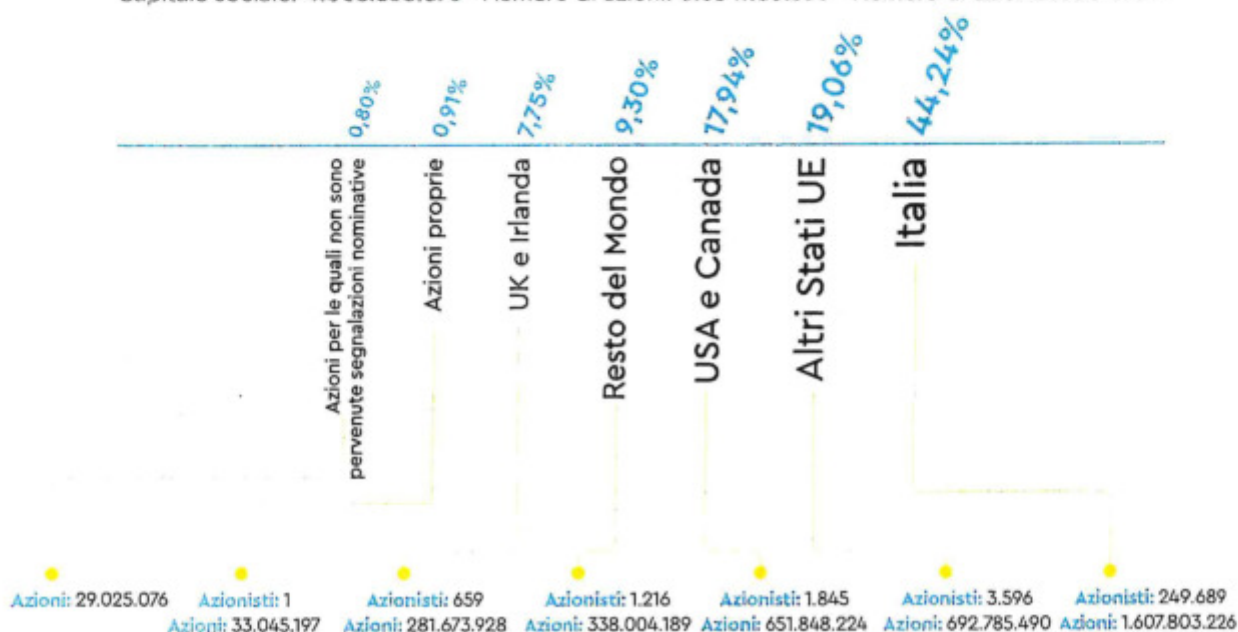 0,80%
0,91%
7,75%
9,30%
17,94%
19,06%
44,24%
Azioni per le quali non sono
pervenute segnalazioni nominative
Azioni proprie
UK e Irlanda
Resto del Mondo
USA e Canada
Altri Stati UE
Italia
Azioni: 29.025.076
Azionisti: 1
Azioni: 33.045.197
Azionisti: 659
Azioni: 281.673.928
Azionisti: 1.216
Azioni: 338.004.189
Azionisti: 1.845
Azioni: 651.848.224
Azionisti: 3.596
Azioni: 692.785.490
Azionisti: 249.689
Azioni: 1.607.803.226